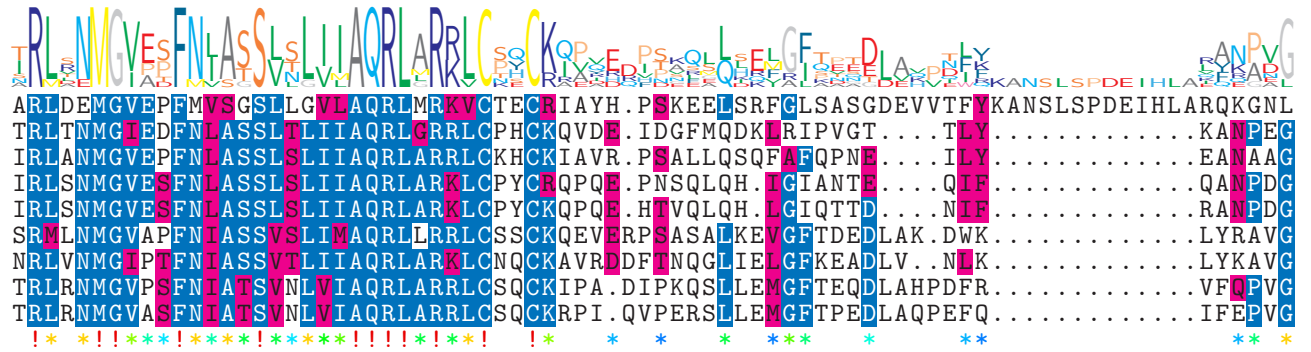 ARLDEMGVEPFMVSGSLLGVLAQRLMRKVCTECRIAYH.PSKEELSRFGLSASGDEVVTFYKANSLSPDEIHLARQKGNL
TRLTNMGIEDFNLASSLTLIIAQRLGRRLCPHCKQVDE.IDGFMQDKLRIPVGT....TLY.............KANPEG
IRLANMGVEPFNLASSLSLIIAQRLARRLCKHCKIAVR.PSALLQSQFAFQPNE....ILY.............EANAAG
IRLSNMGVESFNLASSLSLIIAQRLARKLCPYCRQPQE.PNSQLQH.IGIANTE....QIF.............QANPDG
IRLSNMGVESFNLASSLSLIIAQRLARKLCPYCKQPQE.HTVQLQH.LGIQTTD....NIF.............RANPDG
SRMLNMGVAPFNIASSVSLIMAQRLLRRLCSSCKQEVERPSASALKEVGFTDEDLAK.DWK.............LYRAVG
NRLVNMGIPTFNIASSVTLIIAQRLARKLCNQCKAVRDDFTNQGLIELGFKEADLV..NLK.............LYKAVG
TRLRNMGVPSFNIATSVNLVIAQRLARRLCSQCKIPA.DIPKQSLLEMGFTEQDLAHPDFR.............VFQPVG
TRLRNMGVASFNIATSVNLVIAQRLARRLCSQCKRPI.QVPERSLLEMGFTPEDLAQPEFQ.............IFEPVG
!* *!!***!****!*****!!!!*!**! !* * * * *** * ** ** *